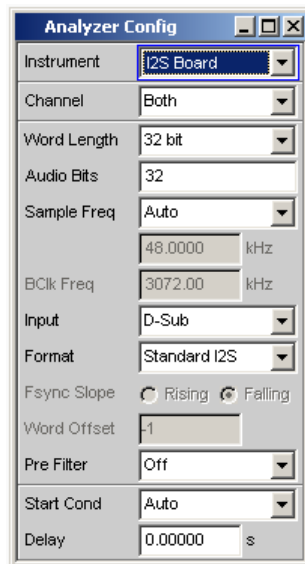 Analyzer Config
Instrument I2S Board
Channel Both
Word Length 32 bit
Audio Bits 32
Sample Freq Auto
48.0000 kHz
BClk Freq 3072.00 kHz
Input D-Sub
Format Standard I2S
Fsync Slope Rising Falling
Word Offset -1
Pre Filter Off
Start Cond Auto
Delay 0.00000 s